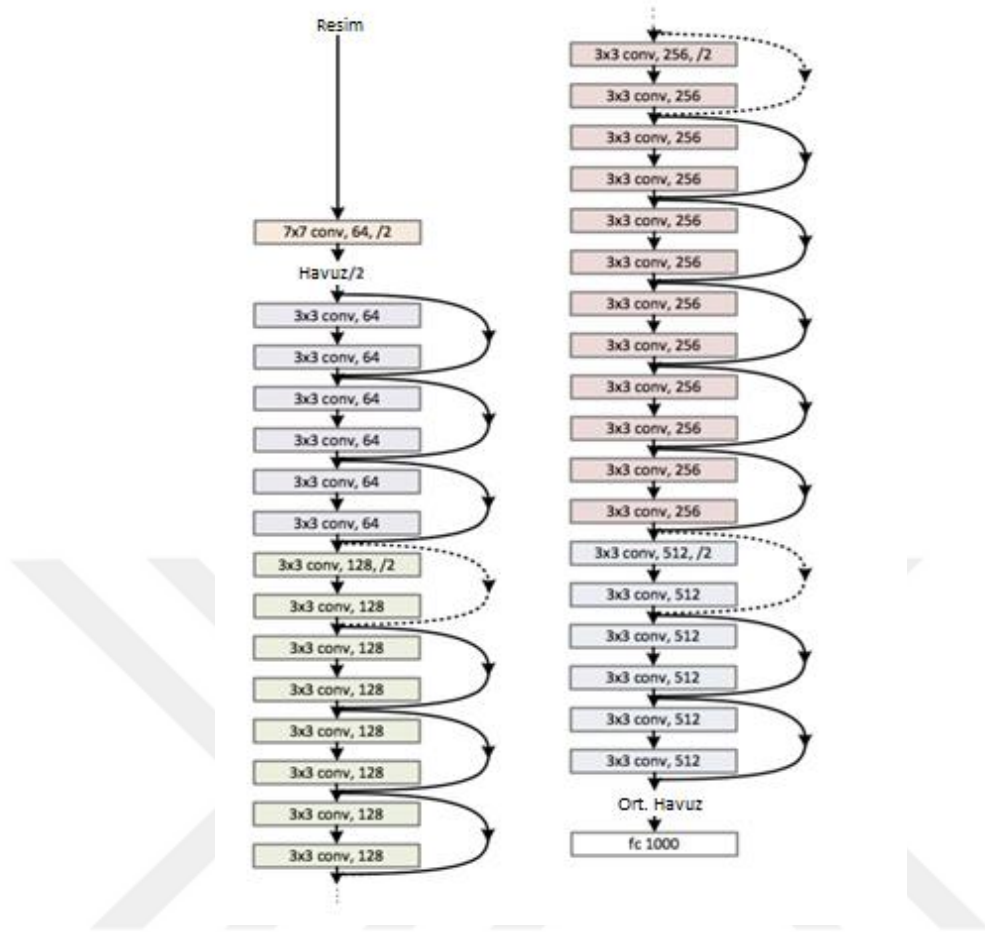 Resim
7x7 conv, 64, /2
Havuz/2
3x3 conv, 64
3x3 conv, 64
3x3 conv, 64
3x3 conv, 64
3x3 conv, 64
3x3 conv, 64
3x3 conv, 128, /2
3x3 conv, 128
3x3 conv, 128
3x3 conv, 128
3x3 conv, 128
3x3 conv, 128
3x3 conv, 128
3x3 conv, 128
3x3 conv, 256, /2
3x3 conv, 256
3x3 conv, 256
3x3 conv, 256
3x3 conv, 256
3x3 conv, 256
3x3 conv, 256
3x3 conv, 256
3x3 conv, 256
3x3 conv, 256
3x3 conv, 256
3x3 conv, 256
3x3 conv, 512, /2
3x3 conv, 512
3x3 conv, 512
3x3 conv, 512
3x3 conv, 512
3x3 conv, 512
Ort. Havuz
fc 1000